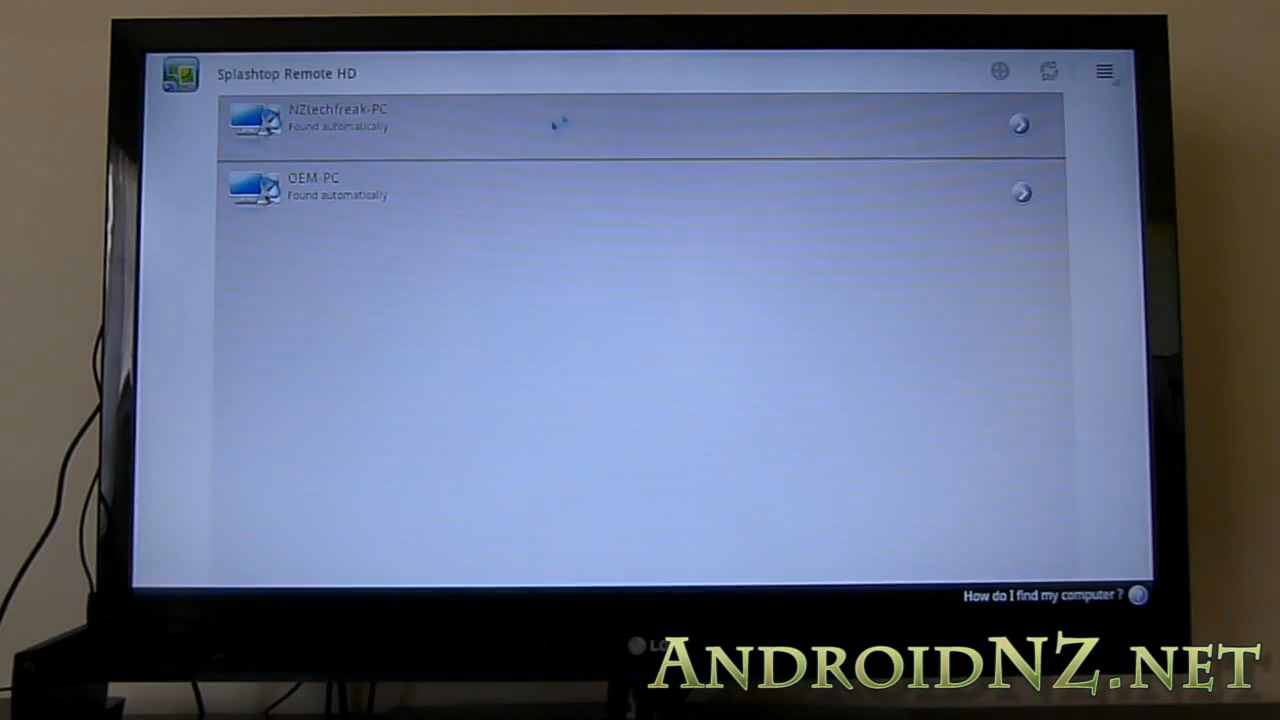 Splashtop Remote HD
NZtechfreak-PC
Found automatically
OEM-PC
Found automatically
How do I find my computer ?
LG
ANDROIDNZ.NET